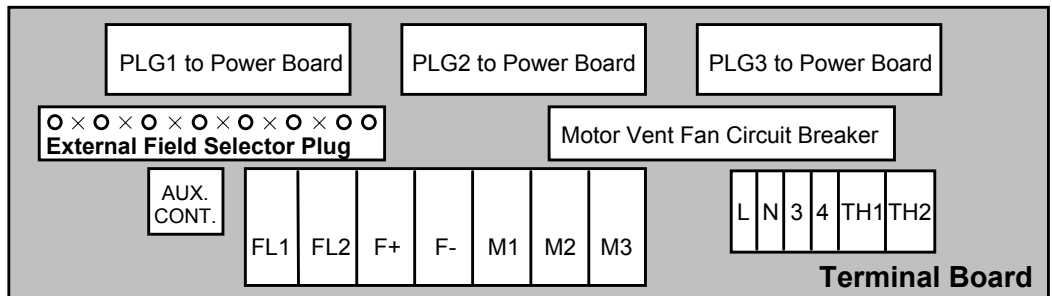 PLG1 to Power Board
PLG2 to Power Board
PLG3 to Power Board
O × O × O × O × O × O × O O
External Field Selector Plug
Motor Vent Fan Circuit Breaker
AUX.
CONT.
FL1 FL2 F+ F- M1 M2 M3
L N 3 4 TH1 TH2
Terminal Board